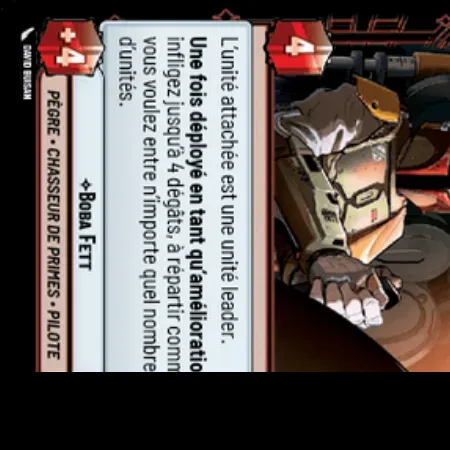 4
L'unité attachée est une unité leader.
Une fois déployé en tant qu'amélioratio
infligez jusqu'à 4 dégâts, à répartir comm
vous voulez entre n'importe quel nombre
d'unités.
+4
✧BOBA FETT
PÈGRE • CHASSEUR DE PRIMES • PILOTE
DAVID BUISAN